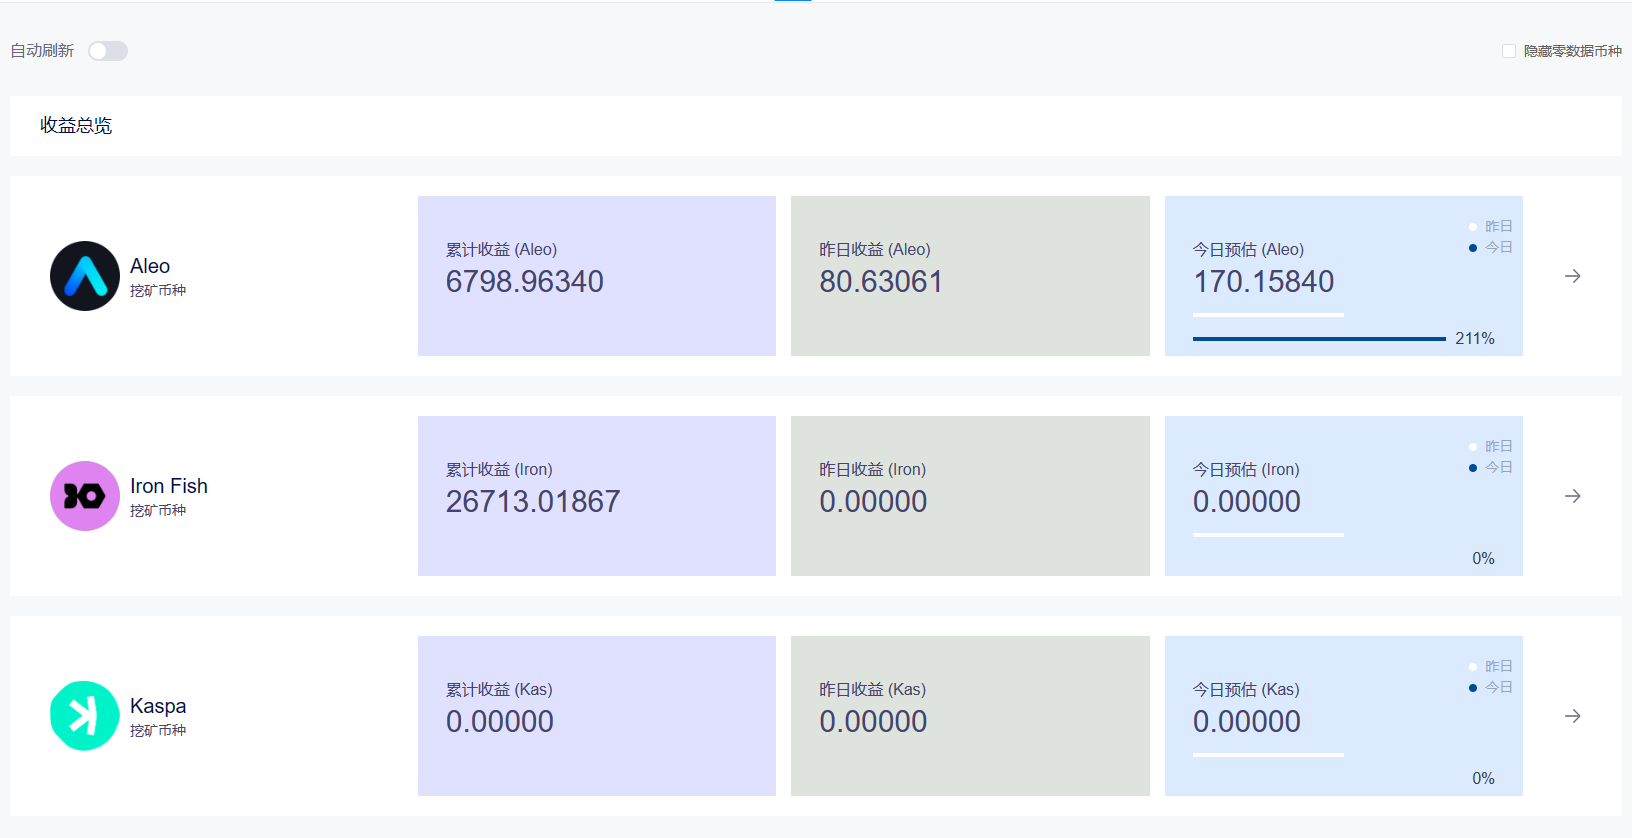 自动刷新
隐藏零数据币种
收益总览
Aleo
挖矿币种
累计收益 (Aleo)
6798.96340
昨日收益 (Aleo)
80.63061
昨日
今日
今日预估 (Aleo)
170.15840
211%
Iron Fish
挖矿币种
累计收益 (Iron)
26713.01867
昨日收益 (Iron)
0.00000
昨日
今日
今日预估 (Iron)
0.00000
0%
Kaspa
挖矿币种
累计收益 (Kas)
0.00000
昨日收益 (Kas)
0.00000
昨日
今日
今日预估 (Kas)
0.00000
0%